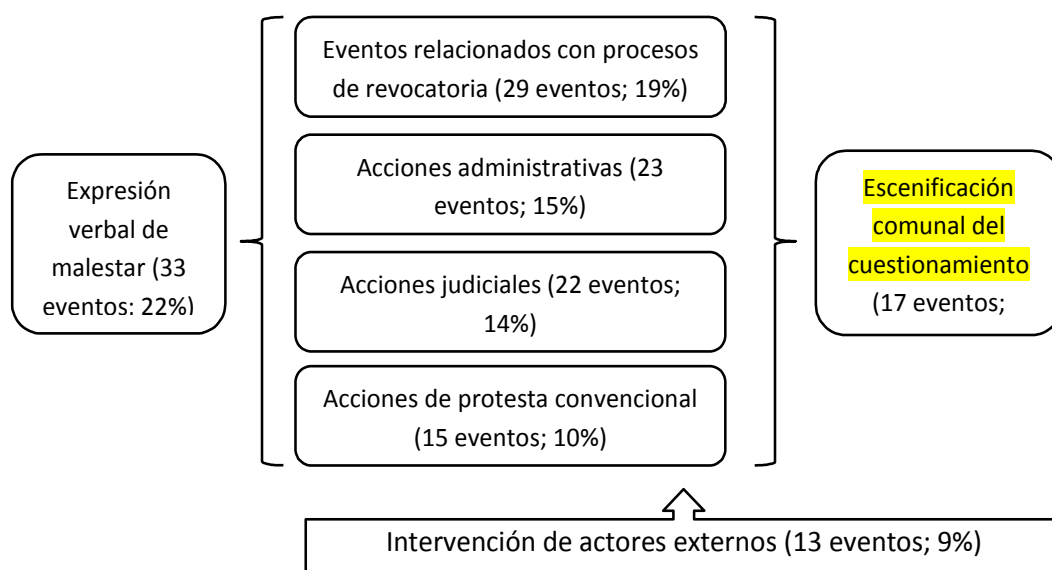 Expresión
verbal de
malestar (33
eventos: 22%)
Eventos relacionados con procesos
de revocatoria (29 eventos; 19%)
Acciones administrativas (23
eventos; 15%)
Acciones judiciales (22 eventos;
14%)
Acciones de protesta convencional
(15 eventos; 10%)
Escenificación
comunal del
cuestionamiento
(17 eventos;
Intervención de actores externos (13 eventos; 9%)